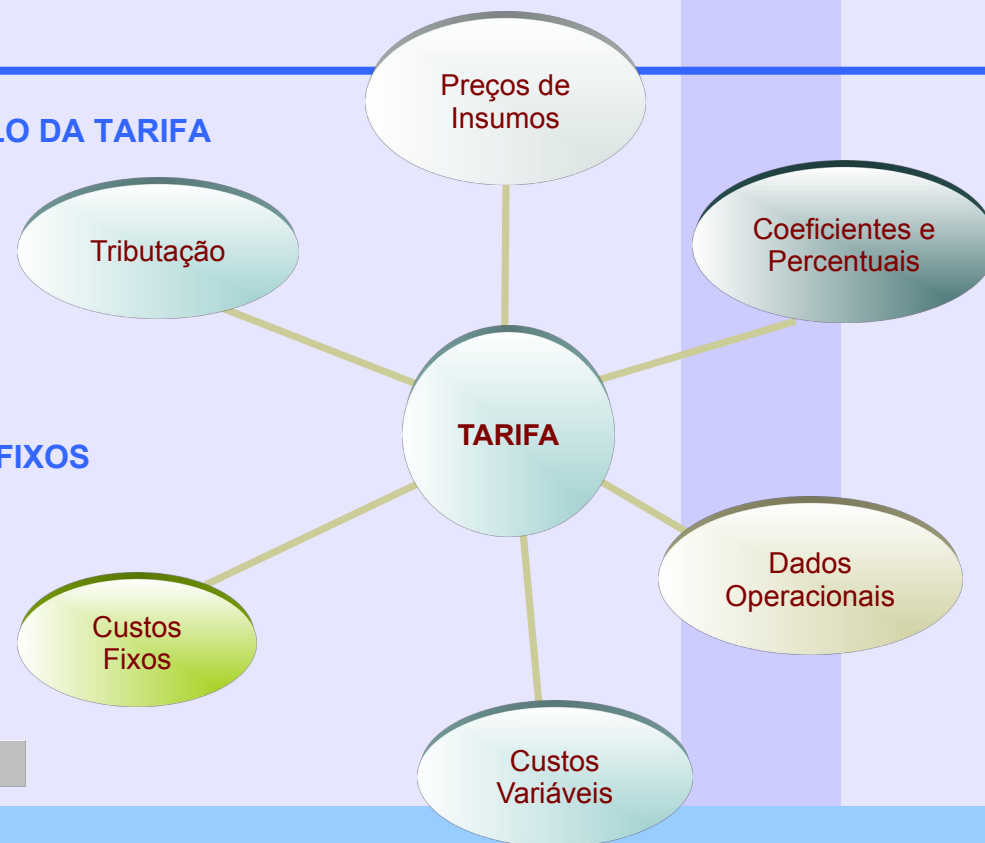 Preços de
Insumos
LO DA TARIFA
Tributação
Coeficientes e
Percentuais
TARIFA
FIXOS
Dados
Operacionais
Custos
Fixos
Custos
Variáveis